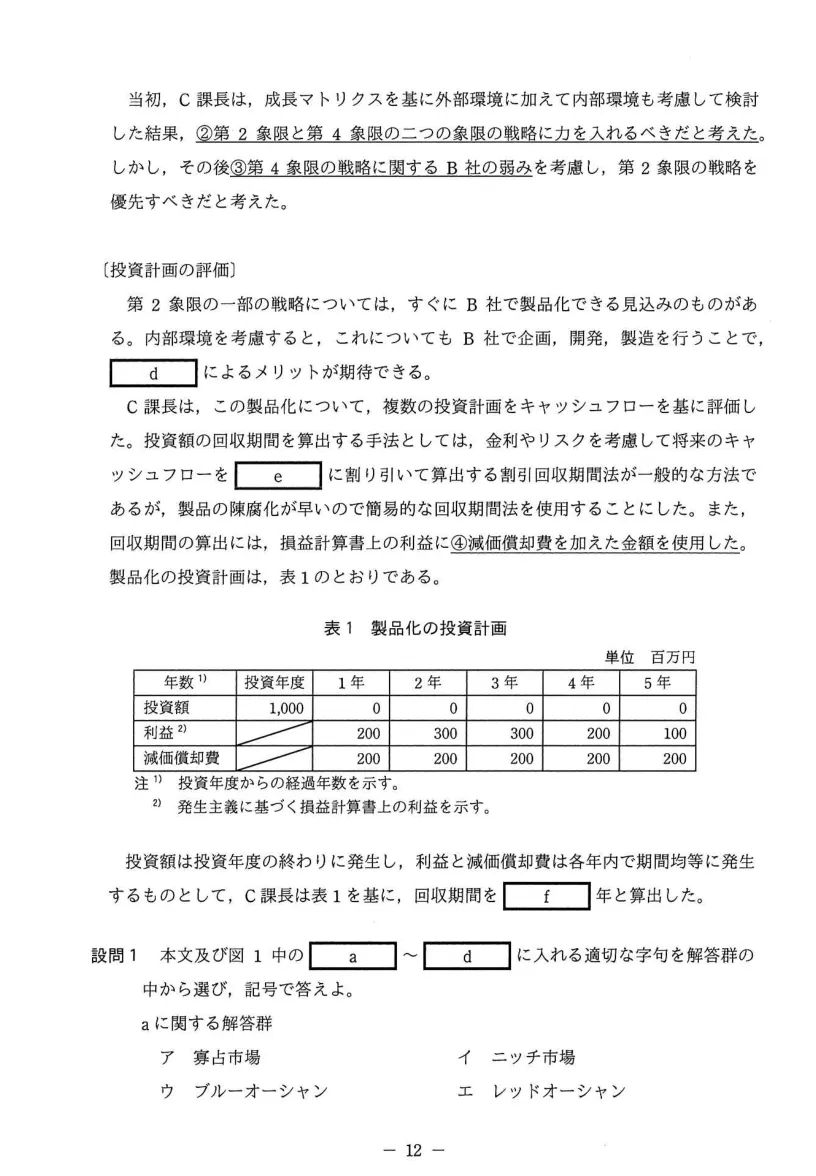 当初，C 課長は，成長マトリクスを基に外部環境に加えて内部環境も考慮して検討
した結果，②第 2 象限と第 4 象限の二つの象限の戦略に力を入れるべきだと考えた。
しかし，その後③第 4 象限の戦略に関する B 社の弱みを考慮し，第 2 象限の戦略を
優先すべきだと考えた。
〔投資計画の評価〕
第 2 象限の一部の戦略については，すぐに B 社で製品化できる見込みのものがあ
る。内部環境を考慮すると，これについても B 社で企画，開発，製造を行うことで，
d によるメリットが期待できる。
C 課長は，この製品化について，複数の投資計画をキャッシュフローを基に評価し
た。投資額の回収期間を算出する手法としては，金利やリスクを考慮して将来のキャ
ッシュフローを e に割り引いて算出する割引回収期間法が一般的な方法で
あるが，製品の陳腐化が早いので簡易的な回収期間法を使用することにした。また，
回収期間の算出には，損益計算書上の利益に④減価償却費を加えた金額を使用した。
製品化の投資計画は，表 1 のとおりである。
表 1 製品化の投資計画
単位 百万円
年数 1) 投資年度 1 年 2 年 3 年 4 年 5 年
投資額 1,000 0 0 0 0 0
利益 2) 200 300 300 200 100
減価償却費 200 200 200 200 200
注 1) 投資年度からの経過年数を示す。
2) 発生主義に基づく損益計算書上の利益を示す。
投資額は投資年度の終わりに発生し，利益と減価償却費は各年内で期間均等に発生
するものとして，C 課長は表 1 を基に，回収期間を f 年と算出した。
設問 1 本文及び図 1 中の a ～ d に入れる適切な字句を解答群の
中から選び，記号で答えよ。
a に関する解答群
ア 寡占市場 イ ニッチ市場
ウ ブルーオーシャン エ レッドオーシャン
－ 12 －